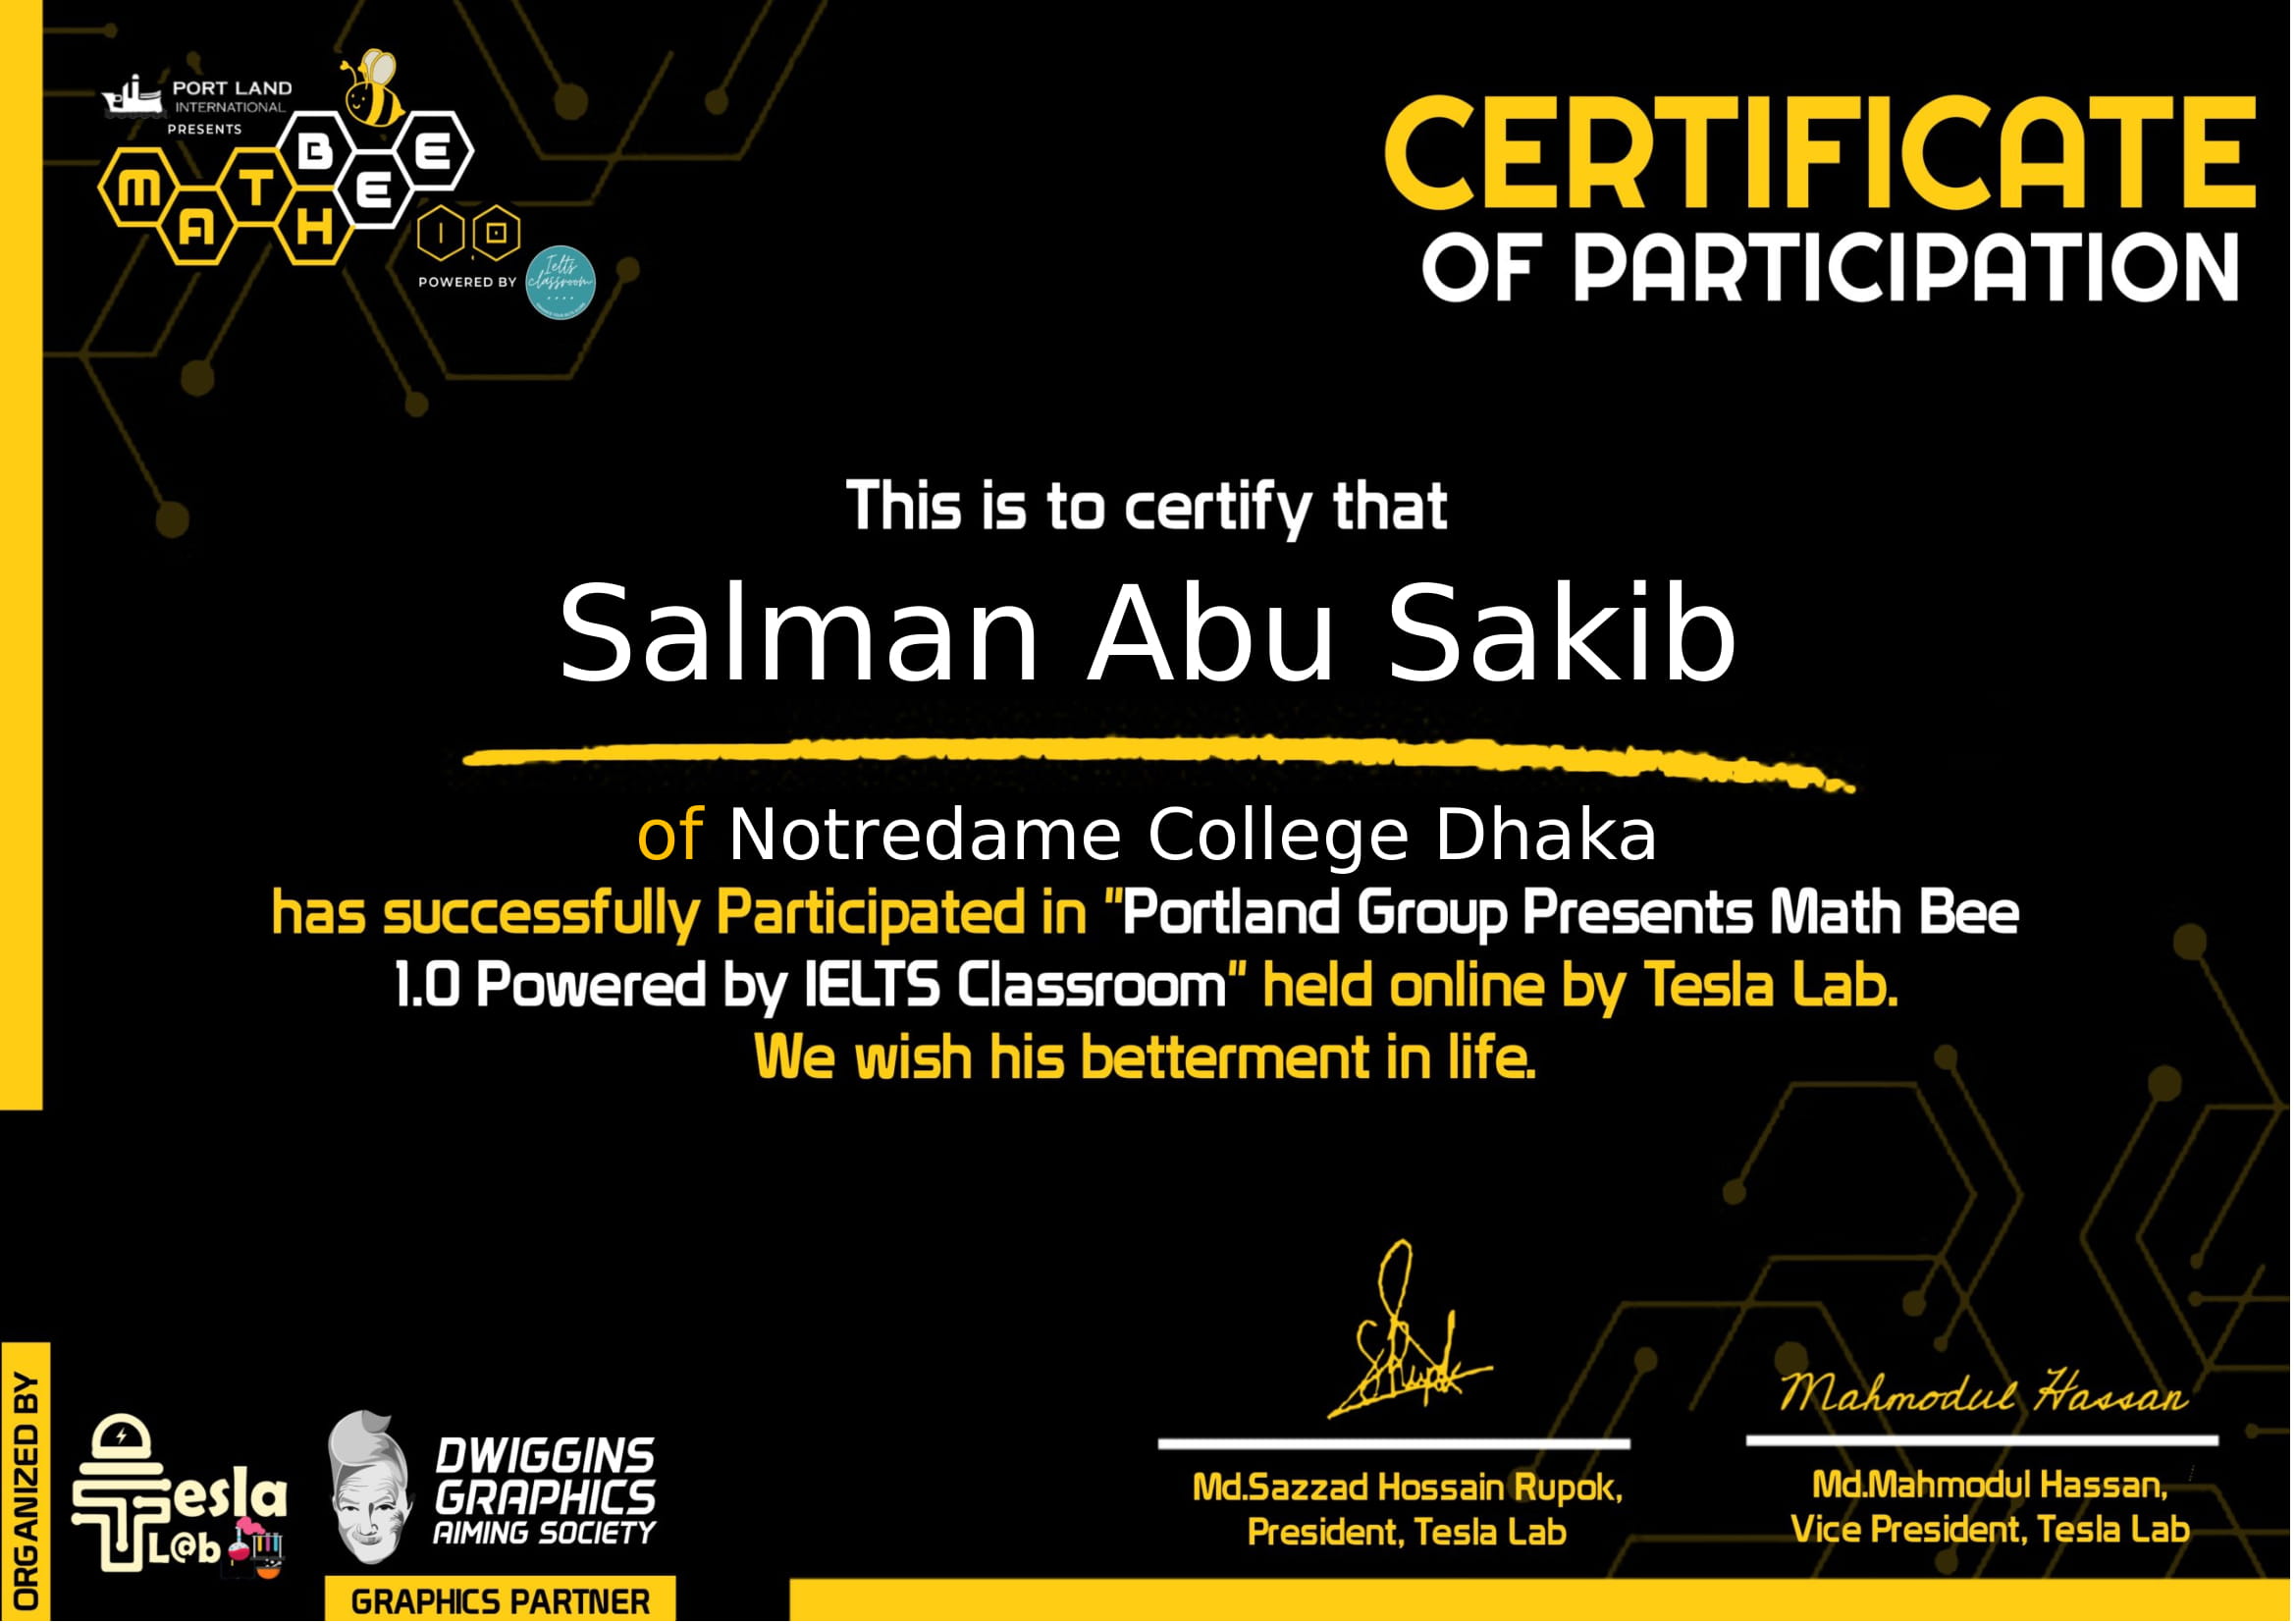 PORT LAND
INTERNATIONAL
PRESENTS
MATH BEE
1.0
POWERED BY
Ielts
classroom
CERTIFICATE
OF PARTICIPATION
This is to certify that
Salman Abu Sakib
of Notredame College Dhaka
has successfully Participated in "Portland Group Presents Math Bee
1.0 Powered by IELTS Classroom" held online by Tesla Lab.
We wish his betterment in life.
ORGANIZED BY
Tesla
L@b
DWIGGINS
GRAPHICS
AIMING SOCIETY
GRAPHICS PARTNER
Rupok
Md.Sazzad Hossain Rupok,
President, Tesla Lab
Mahmodul Hassan
Md.Mahmodul Hassan,
Vice President, Tesla Lab